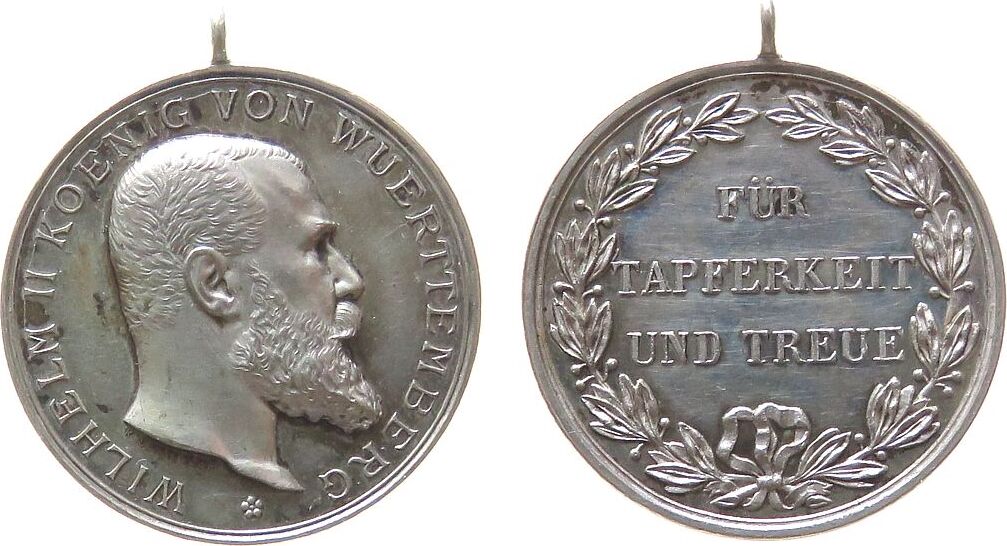 WILHELM II KOENIG VON WUERTTEMBERG
FÜR
TAPFERKEIT
UND TREUE